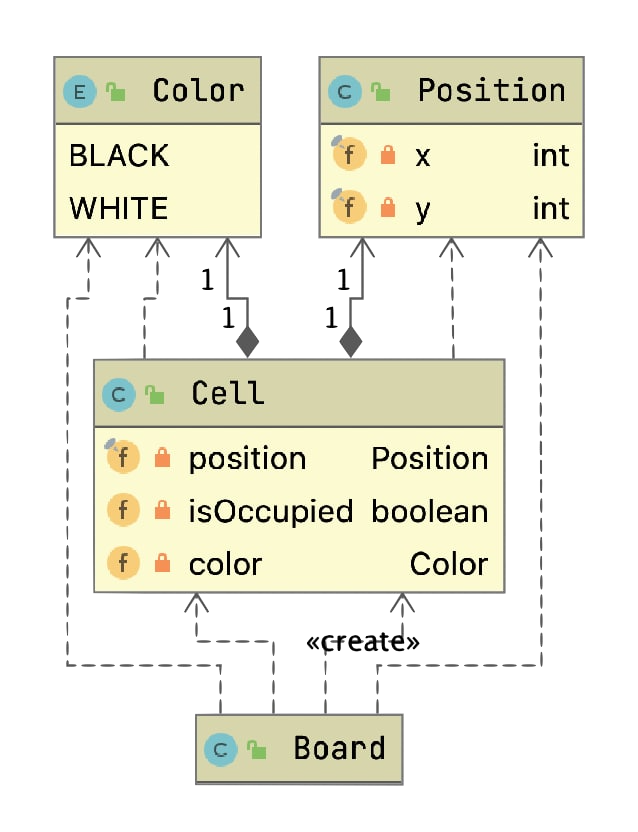 E Color
BLACK
WHITE
C Position
f x int
f y int
1
1
1
1
C Cell
f position Position
f isOccupied boolean
f color Color
«create»
C Board